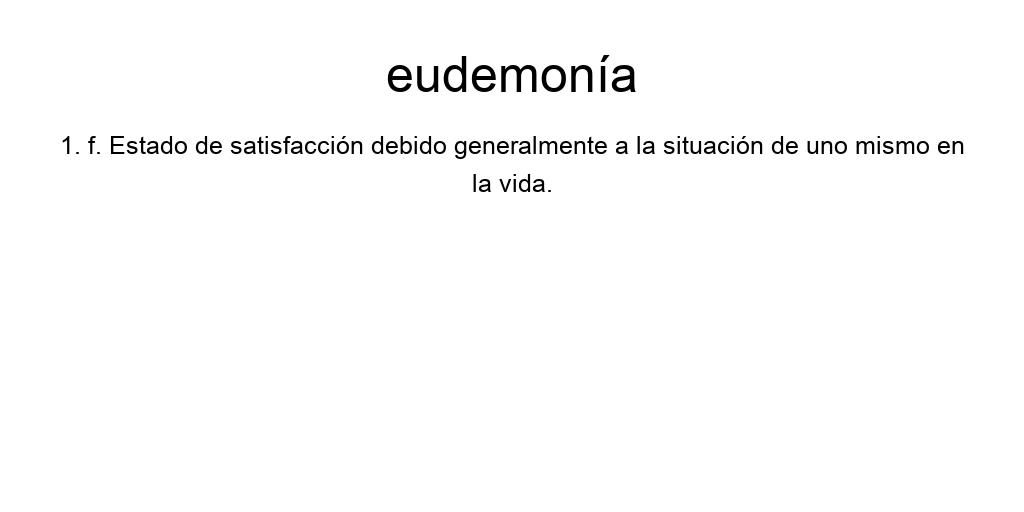 eudemonía
1. f. Estado de satisfacción debido generalmente a la situación de uno mismo en
la vida.